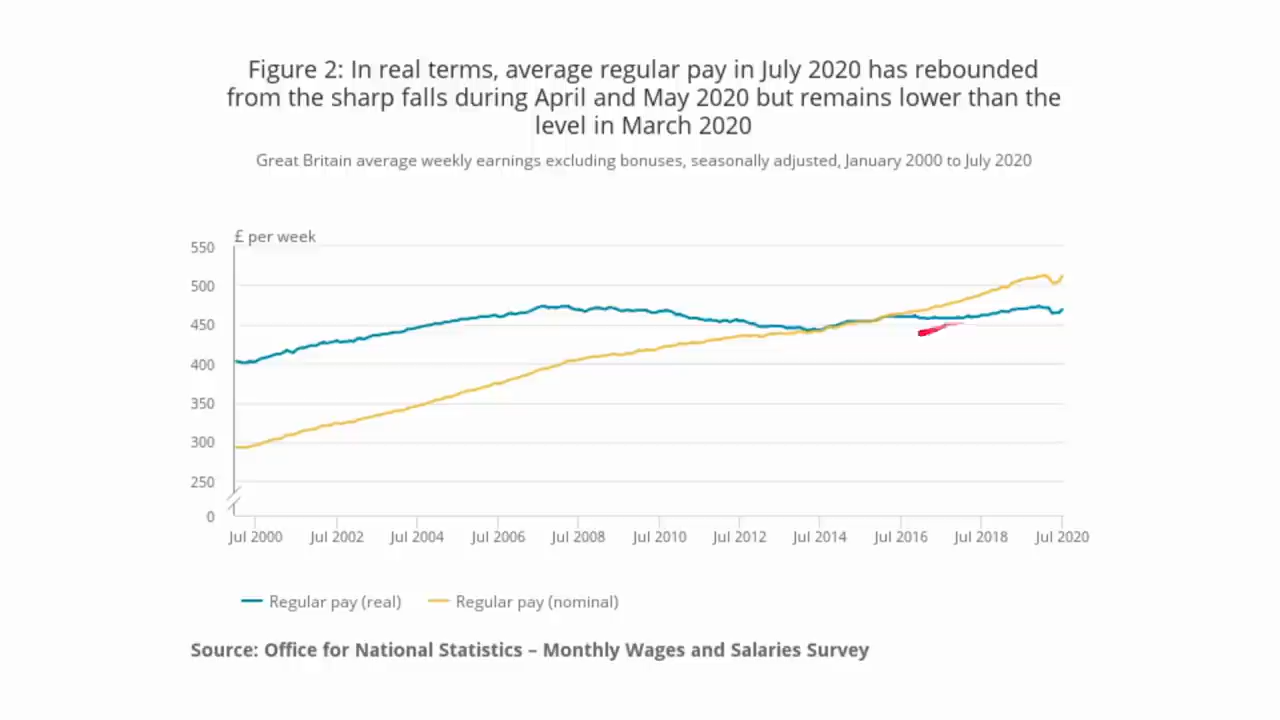 Figure 2: In real terms, average regular pay in July 2020 has rebounded
from the sharp falls during April and May 2020 but remains lower than the
level in March 2020
Great Britain average weekly earnings excluding bonuses, seasonally adjusted, January 2000 to July 2020
£ per week
550
500
450
400
350
300
250
0
Jul 2000 Jul 2002 Jul 2004 Jul 2006 Jul 2008 Jul 2010 Jul 2012 Jul 2014 Jul 2016 Jul 2018 Jul 2020
Regular pay (real) Regular pay (nominal)
Source: Office for National Statistics – Monthly Wages and Salaries Survey